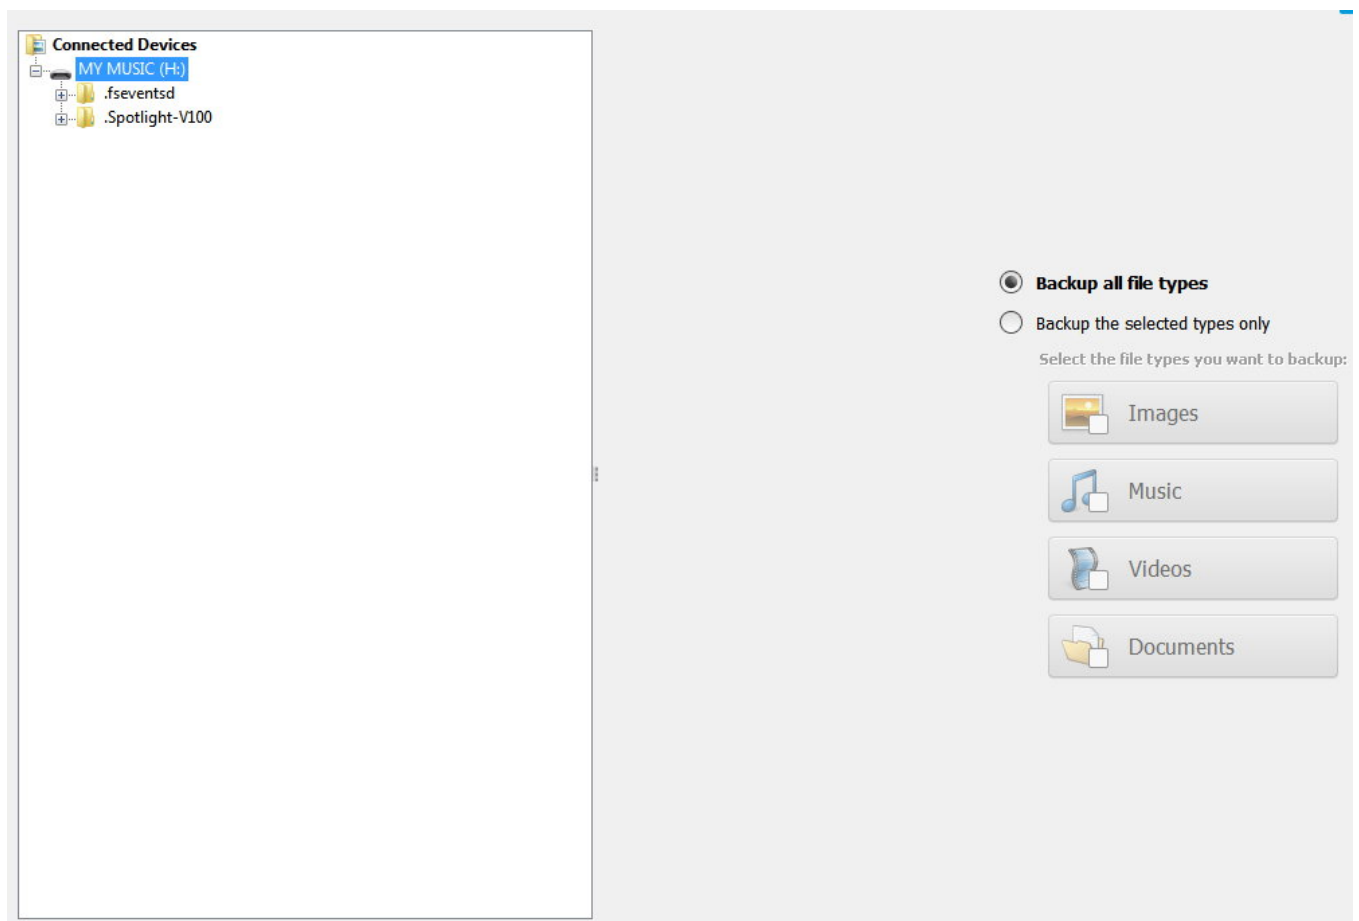 Connected Devices
MY MUSIC (H:)
.fseventsd
.Spotlight-V100
Backup all file types
Backup the selected types only
Select the file types you want to backup:
Images
Music
Videos
Documents